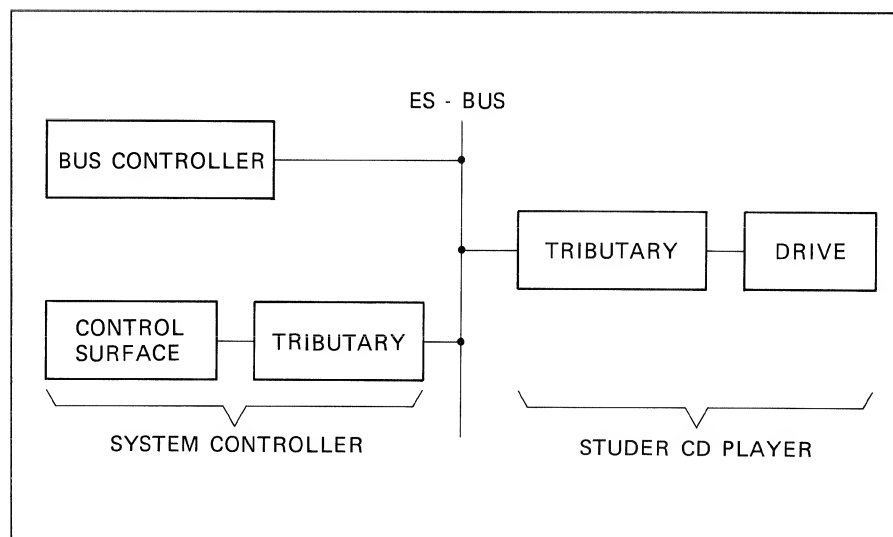 ES - BUS
BUS CONTROLLER
TRIBUTARY
DRIVE
CONTROL
SURFACE
TRIBUTARY
SYSTEM CONTROLLER
STUDER CD PLAYER